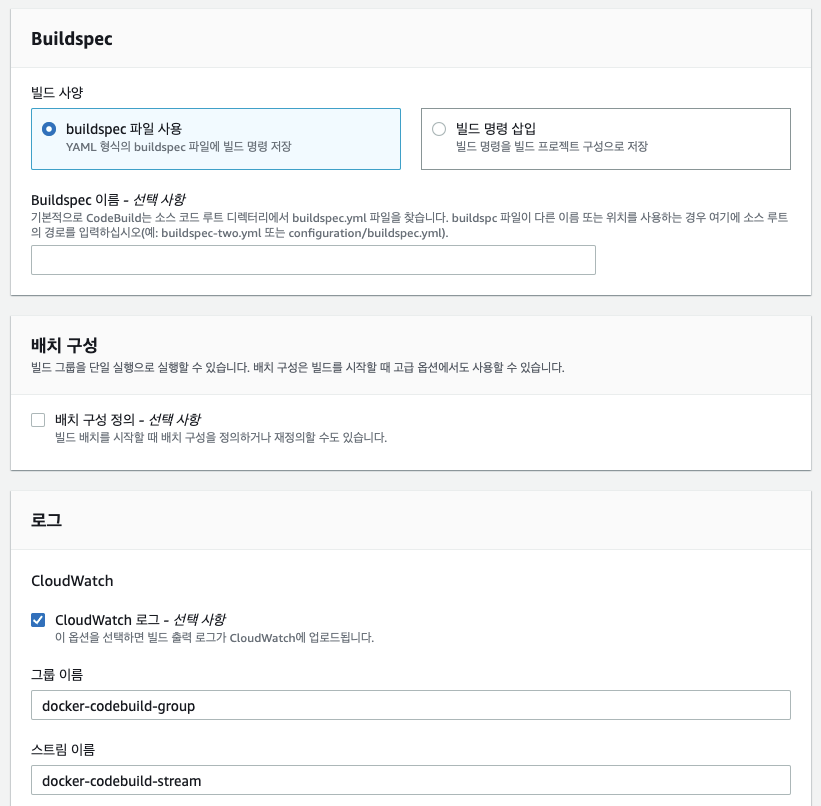 Buildspec
빌드 사양
buildspec 파일 사용
YAML 형식의 buildspec 파일에 빌드 명령 저장
빌드 명령 삽입
빌드 명령을 빌드 프로젝트 구성으로 저장
Buildspec 이름 - 선택 사항
기본적으로 CodeBuild는 소스 코드 루트 디렉터리에서 buildspec.yml 파일을 찾습니다. buildspc 파일이 다른 이름 또는 위치를 사용하는 경우 여기에 소스 루트
의 경로를 입력하십시오(예: buildspec-two.yml 또는 configuration/buildspec.yml).
배치 구성
빌드 그룹을 단일 실행으로 실행할 수 있습니다. 배치 구성은 빌드를 시작할 때 고급 옵션에서도 사용할 수 있습니다.
배치 구성 정의 - 선택 사항
빌드 배치를 시작할 때 배치 구성을 정의하거나 재정의할 수도 있습니다.
로그
CloudWatch
CloudWatch 로그 - 선택 사항
이 옵션을 선택하면 빌드 출력 로그가 CloudWatch에 업로드됩니다.
그룹 이름
docker-codebuild-group
스트림 이름
docker-codebuild-stream